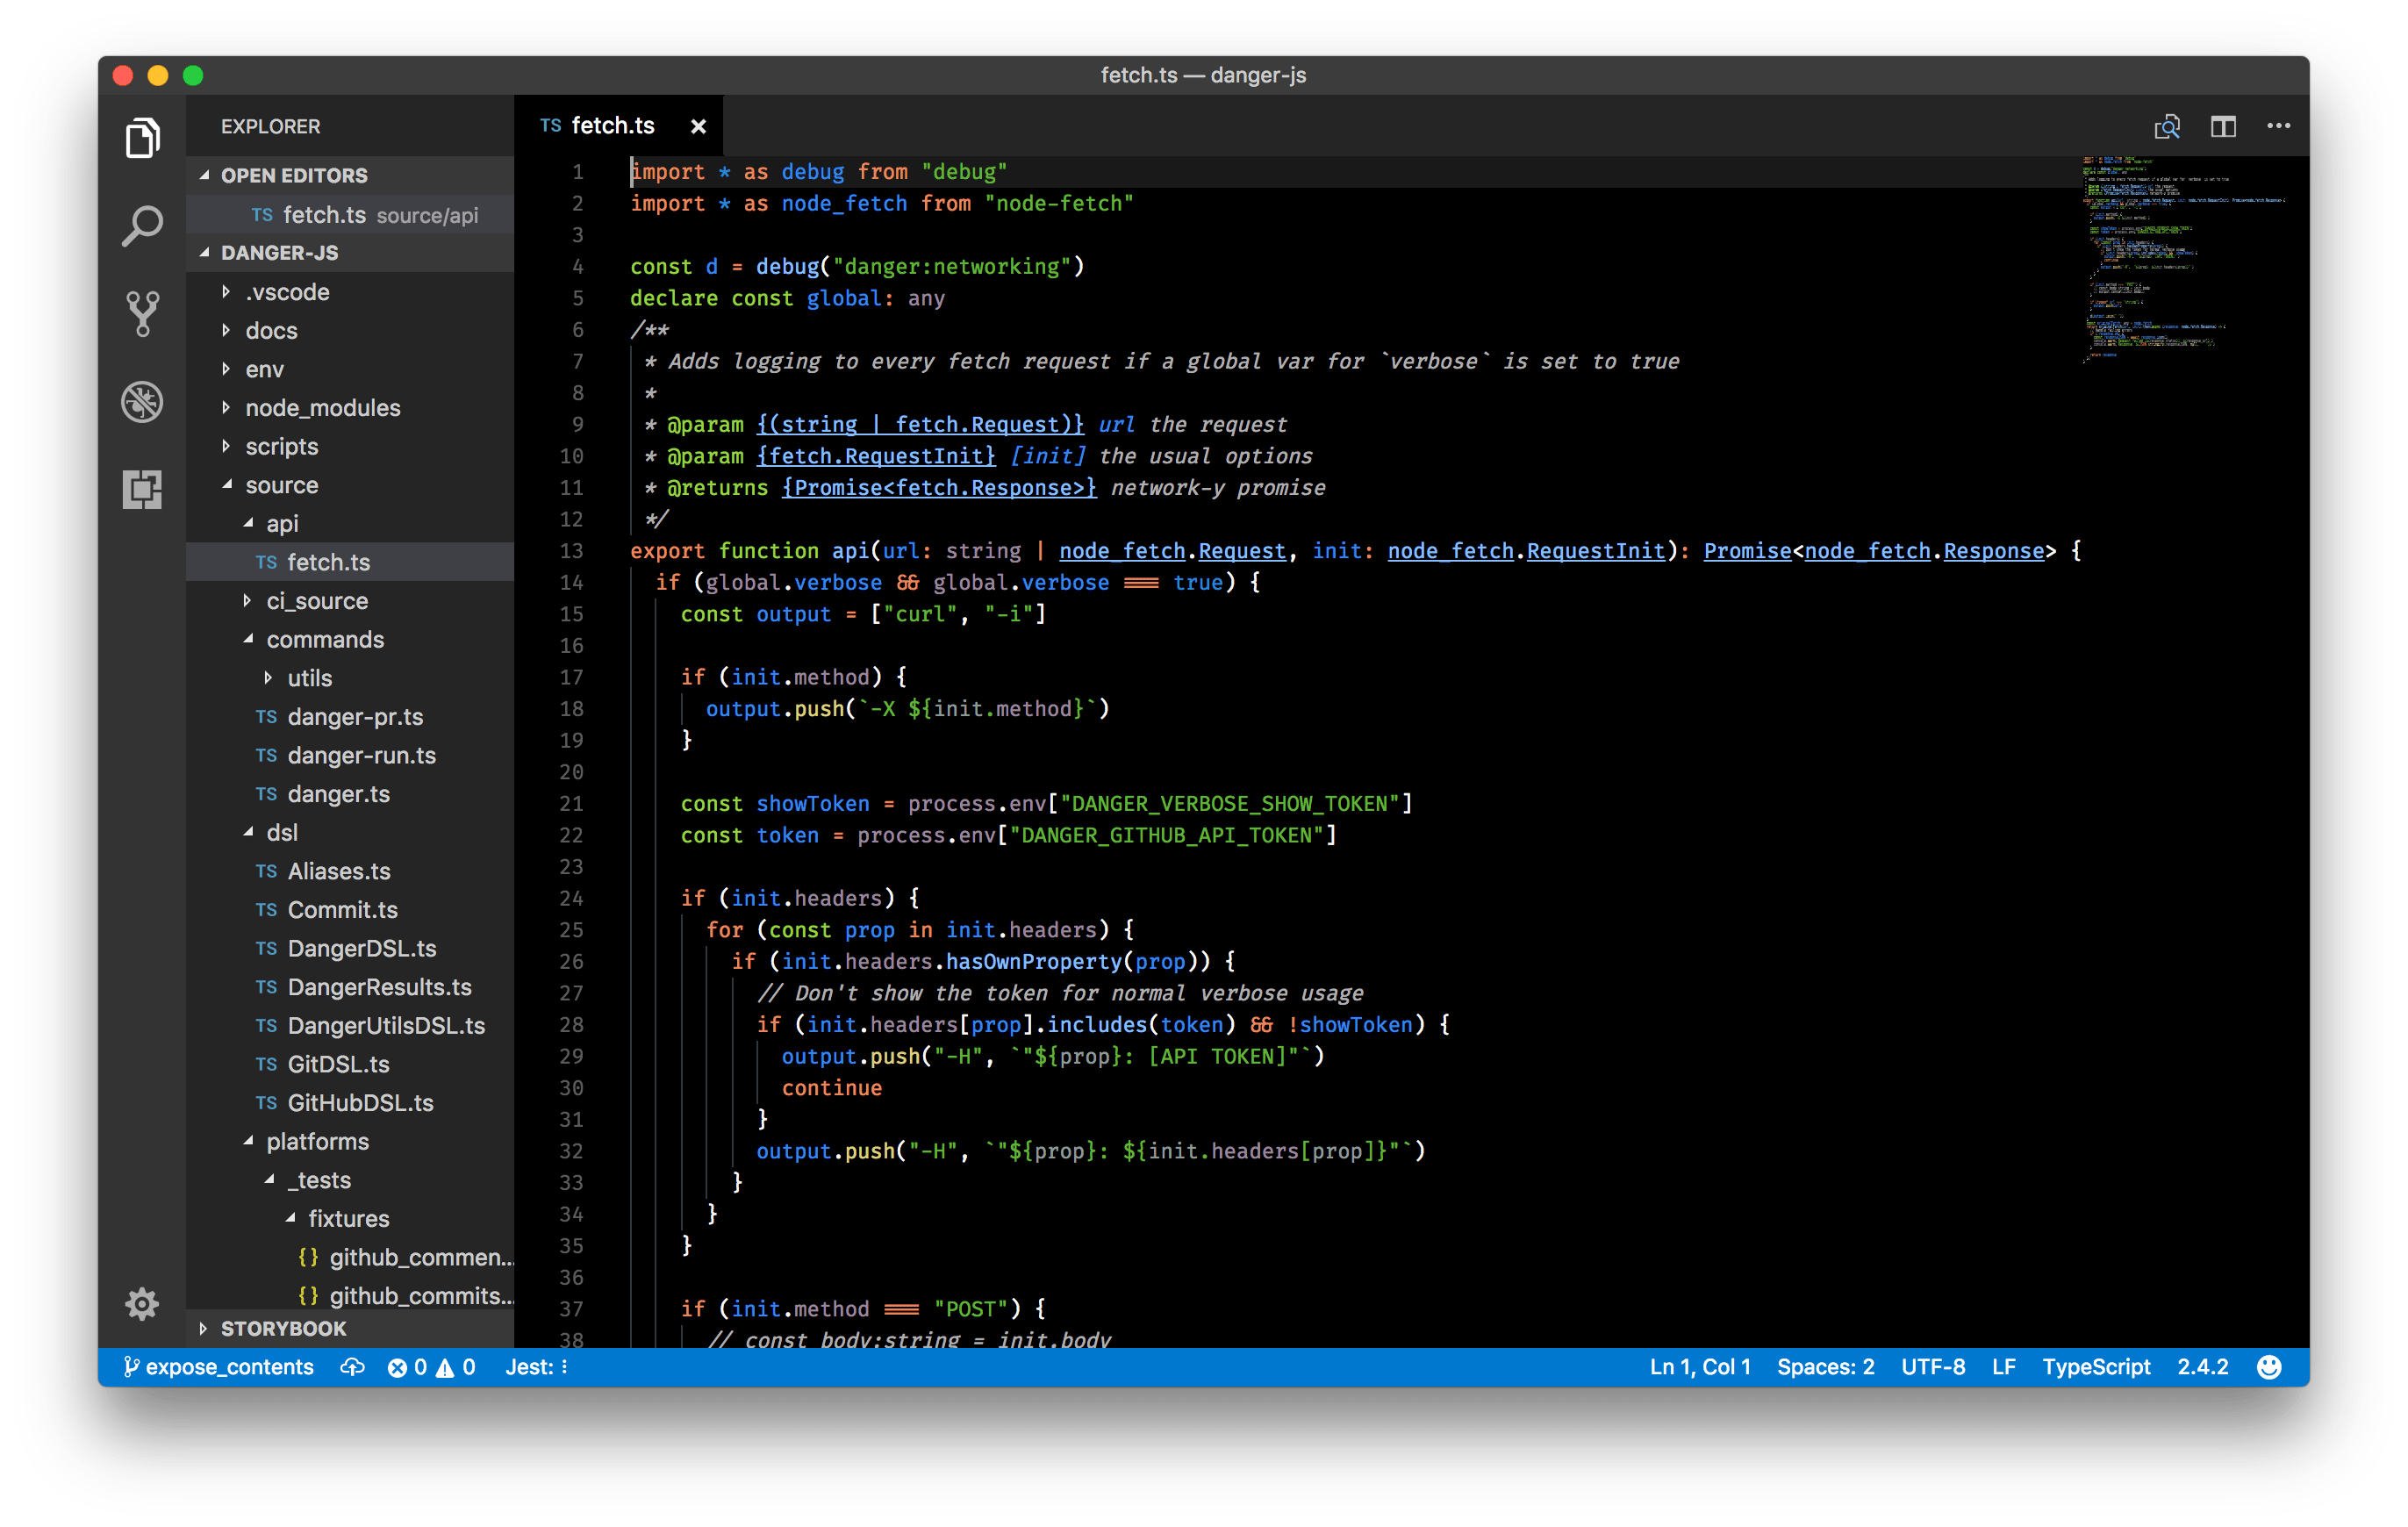 fetch.ts — danger-js
EXPLORER
OPEN EDITORS
TS fetch.ts source/api
DANGER-JS
.vscode
docs
env
node_modules
scripts
source
api
TS fetch.ts
ci_source
commands
utils
TS danger-pr.ts
TS danger-run.ts
TS danger.ts
dsl
TS Aliases.ts
TS Commit.ts
TS DangerDSL.ts
TS DangerResults.ts
TS DangerUtilsDSL.ts
TS GitDSL.ts
TS GitHubDSL.ts
platforms
_tests
fixtures
{} github_commen...
{} github_commits...
STORYBOOK
TS fetch.ts ×
1 import * as debug from "debug"
2 import * as node_fetch from "node-fetch"
3
4 const d = debug("danger:networking")
5 declare const global: any
6 /**
7 * Adds logging to every fetch request if a global var for `verbose` is set to true
8 *
9 * @param {(string | fetch.Request)} url the request
10 * @param {fetch.RequestInit} [init] the usual options
11 * @returns {Promise<fetch.Response>} network-y promise
12 */
13 export function api(url: string | node_fetch.Request, init: node_fetch.RequestInit): Promise<node_fetch.Response> {
14 if (global.verbose && global.verbose === true) {
15 const output = ["curl", "-i"]
16
17 if (init.method) {
18 output.push(`-X ${init.method}`)
19 }
20
21 const showToken = process.env["DANGER_VERBOSE_SHOW_TOKEN"]
22 const token = process.env["DANGER_GITHUB_API_TOKEN"]
23
24 if (init.headers) {
25 for (const prop in init.headers) {
26 if (init.headers.hasOwnProperty(prop)) {
27 // Don't show the token for normal verbose usage
28 if (init.headers[prop].includes(token) && !showToken) {
29 output.push("-H", `"${prop}: [API TOKEN]"`)
30 continue
31 }
32 output.push("-H", `"${prop}: ${init.headers[prop]}"`)
33 }
34 }
35 }
36
37 if (init.method === "POST") {
38 // const body:string = init.body
expose_contents 0 0 Jest: ⋮ Ln 1, Col 1 Spaces: 2 UTF-8 LF TypeScript 2.4.2